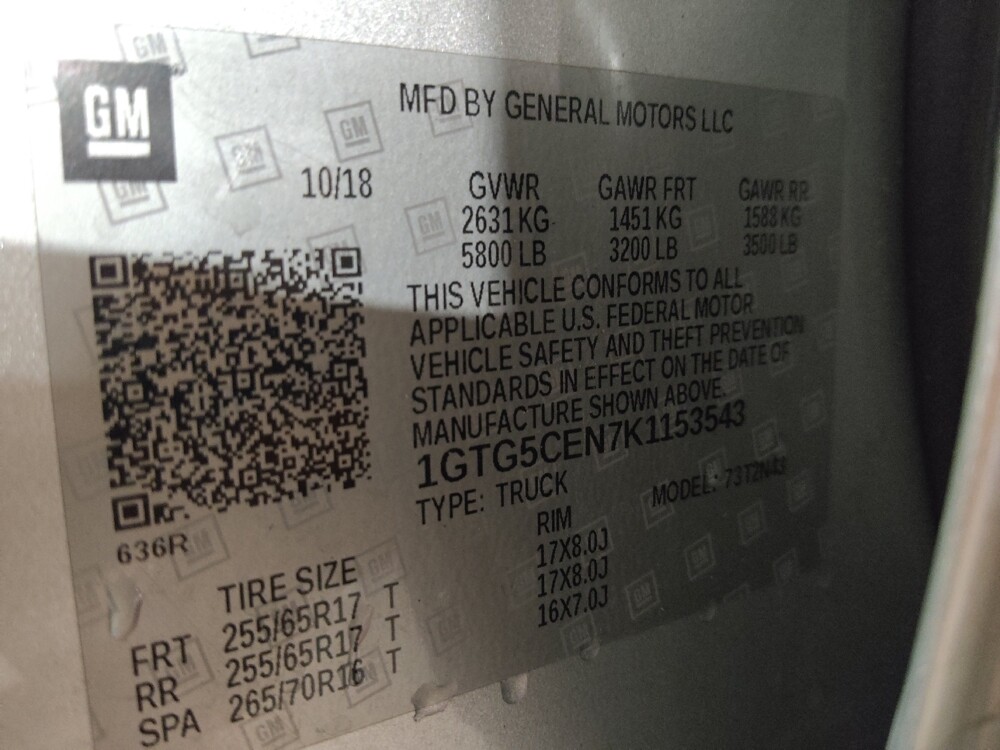 GM
MFD BY GENERAL MOTORS LLC
10/18 GVWR GAWR FRT GAWR RR
2631 KG 1451 KG 1588 KG
5800 LB 3200 LB 3500 LB
THIS VEHICLE CONFORMS TO ALL
APPLICABLE U.S. FEDERAL MOTOR
VEHICLE SAFETY AND THEFT PREVENTION
STANDARDS IN EFFECT ON THE DATE OF
MANUFACTURE SHOWN ABOVE.
1GTG5CEN7K1153543
TYPE: TRUCK MODEL: 73T2N43
636R
TIRE SIZE RIM
FRT 255/65R17 T 17X8.0J
RR 255/65R17 T 17X8.0J
SPA 265/70R16 T 16X7.0J